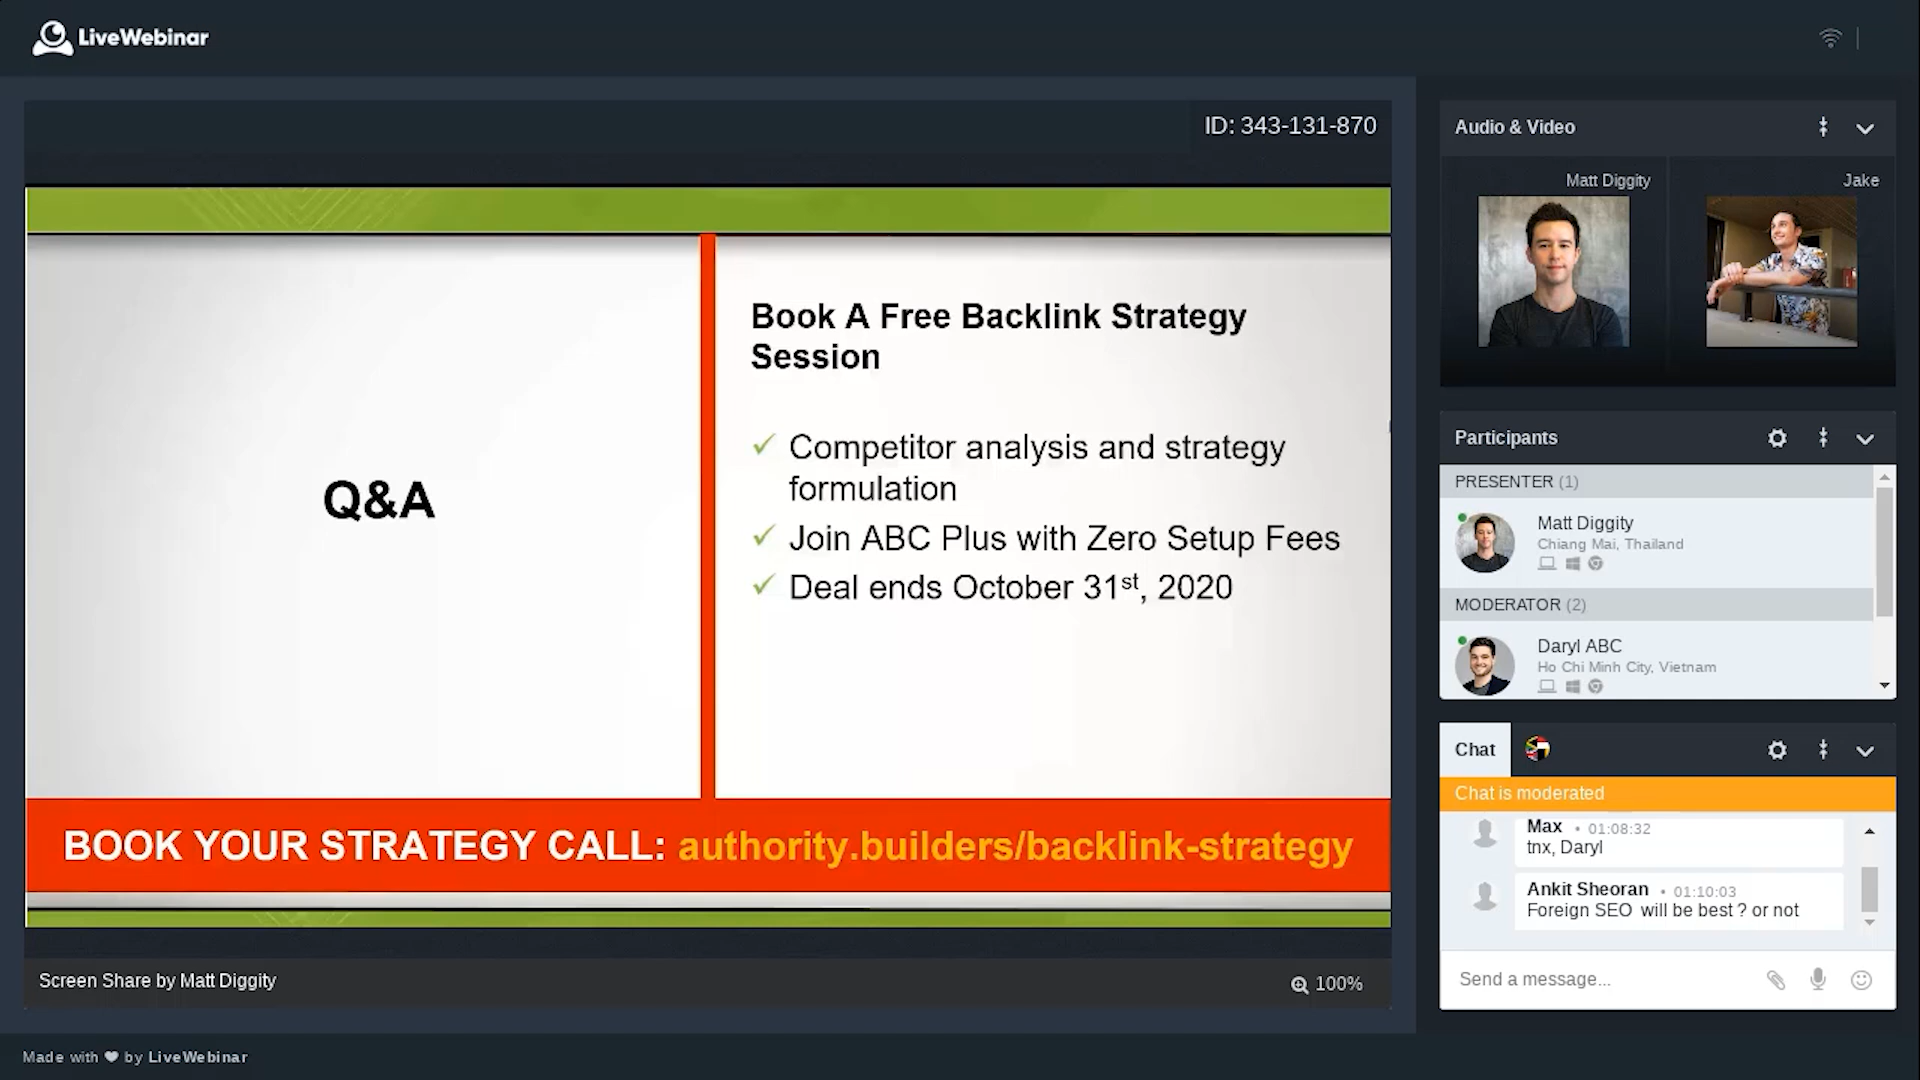 LiveWebinar
ID: 343-131-870
Q&A
Book A Free Backlink Strategy
Session
Competitor analysis and strategy
formulation
Join ABC Plus with Zero Setup Fees
Deal ends October 31st, 2020
BOOK YOUR STRATEGY CALL: authority.builders/backlink-strategy
Screen Share by Matt Diggity
100%
Audio & Video
Matt Diggity
Jake
Participants
PRESENTER (1)
Matt Diggity
Chiang Mai, Thailand
MODERATOR (2)
Daryl ABC
Ho Chi Minh City, Vietnam
Chat
Chat is moderated
Max • 01:08:32
tnx, Daryl
Ankit Sheoran • 01:10:03
Foreign SEO will be best ? or not
Send a message...
Made with ♥ by LiveWebinar